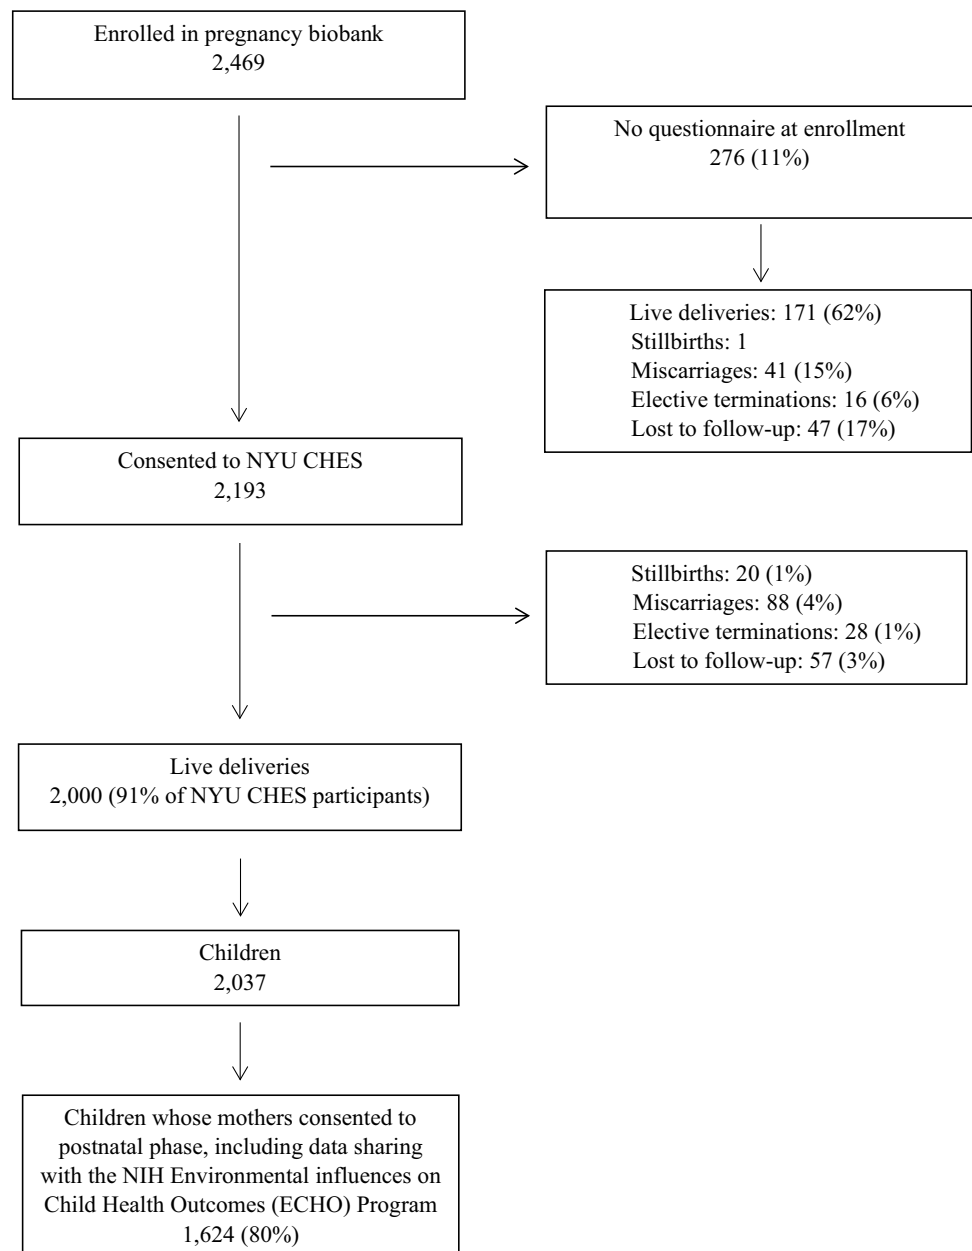 Enrolled in pregnancy biobank
2,469
No questionnaire at enrollment
276 (11%)
Live deliveries: 171 (62%)
Stillbirths: 1
Miscarriages: 41 (15%)
Elective terminations: 16 (6%)
Lost to follow-up: 47 (17%)
Consented to NYU CHES
2,193
Stillbirths: 20 (1%)
Miscarriages: 88 (4%)
Elective terminations: 28 (1%)
Lost to follow-up: 57 (3%)
Live deliveries
2,000 (91% of NYU CHES participants)
Children
2,037
Children whose mothers consented to
postnatal phase, including data sharing
with the NIH Environmental influences on
Child Health Outcomes (ECHO) Program
1,624 (80%)